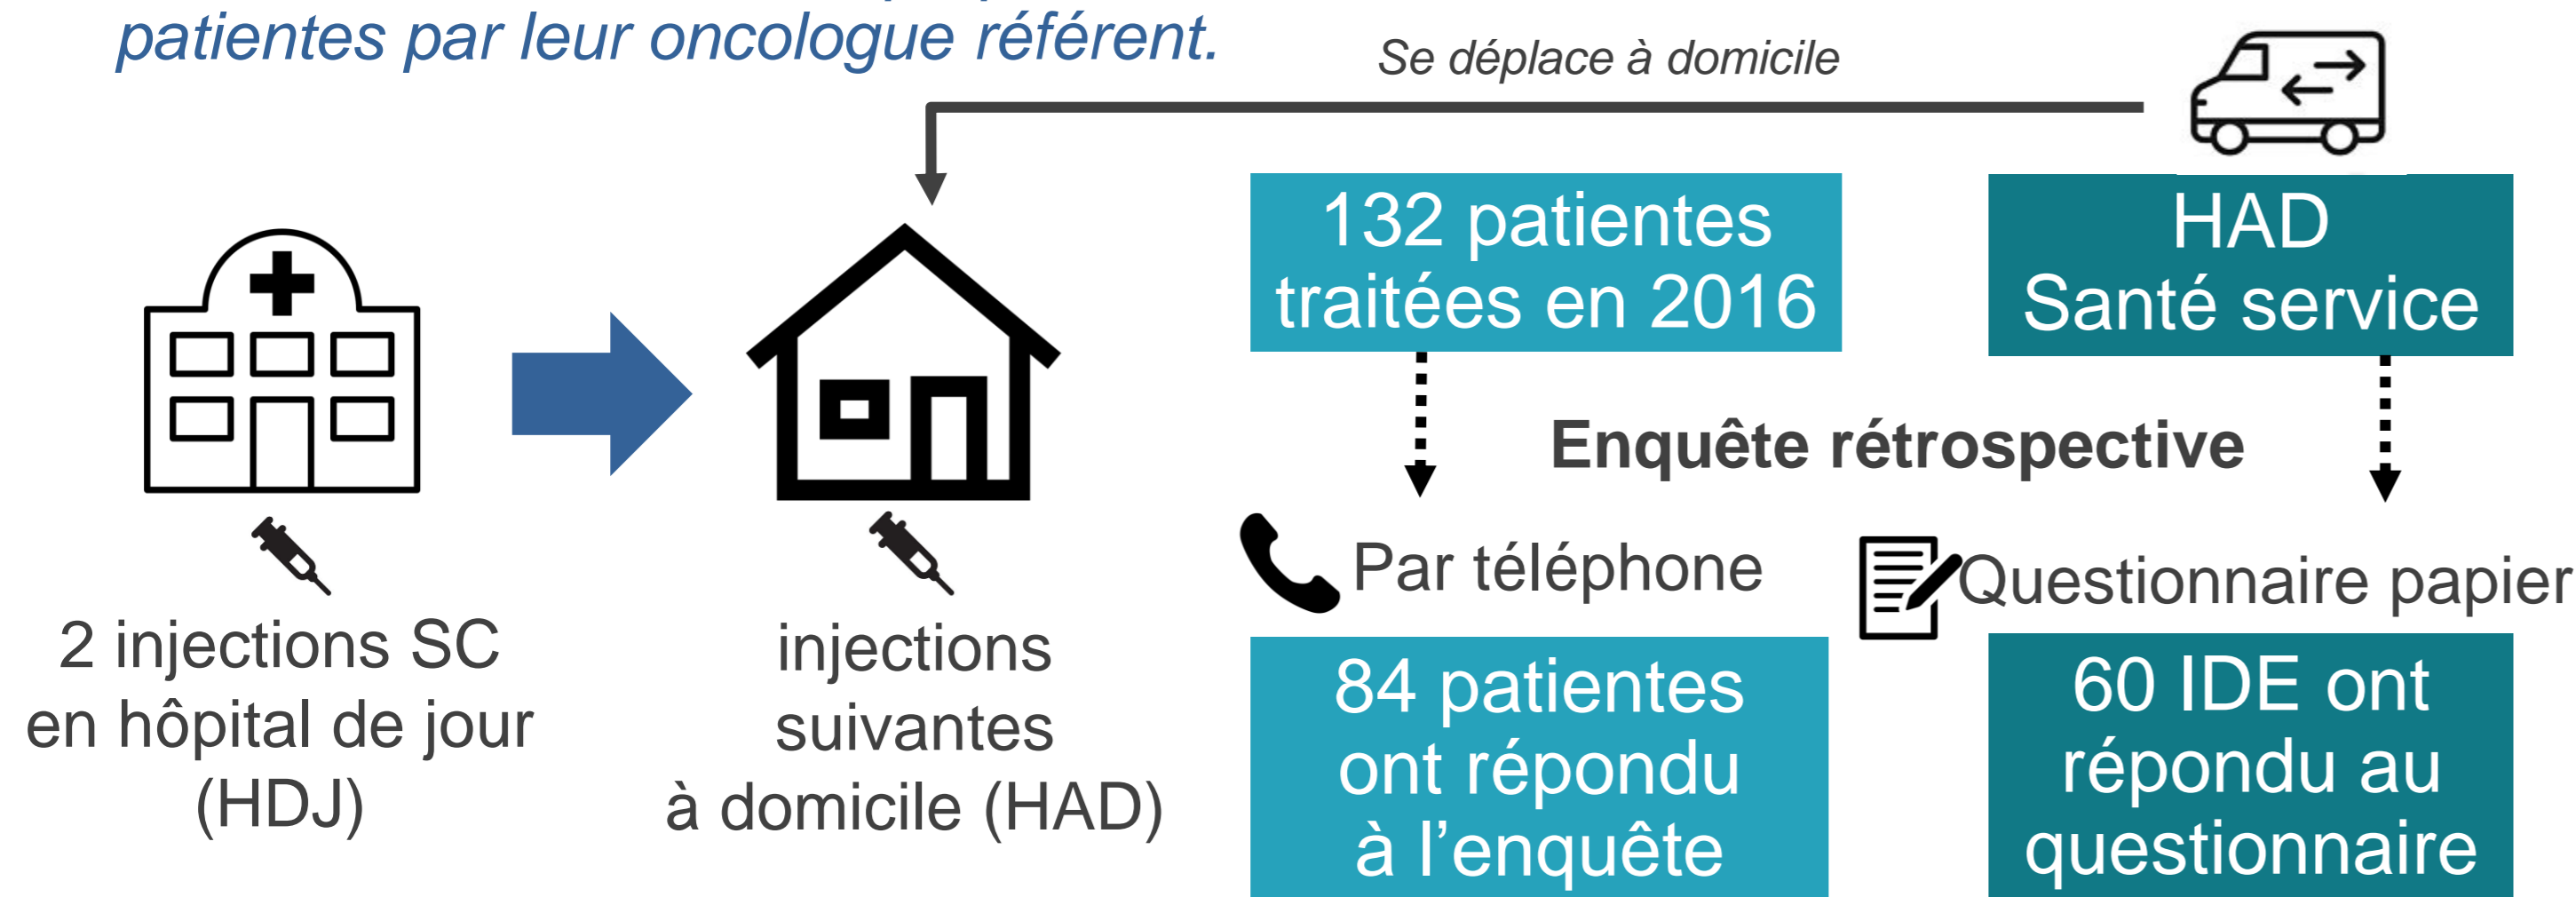 patientes par leur oncologue référent.
Se déplace à domicile
132 patientes
traitées en 2016
HAD
Santé service
Enquête rétrospective
Par téléphone
Questionnaire papier
2 injections SC
en hôpital de jour
(HDJ)
injections
suivantes
à domicile (HAD)
84 patientes
ont répondu
à l’enquête
60 IDE ont
répondu au
questionnaire